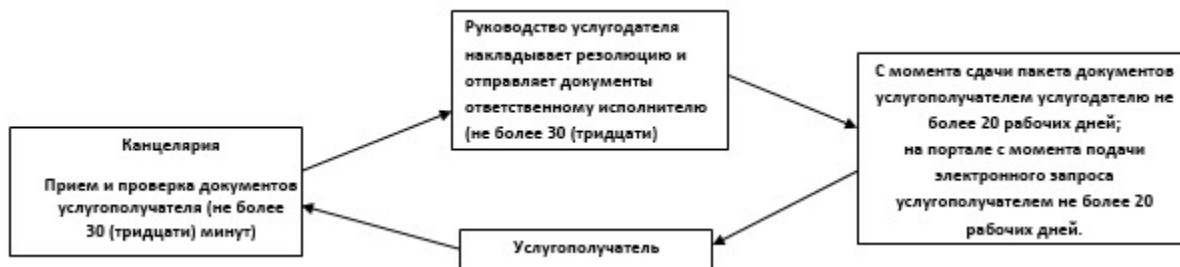 Руководство услугодателя
накладывает резолюцию и
отправляет документы
ответственному исполнителю
(не более 30 (тридцати)
С момента сдачи пакета документов
услугополучателем услугодателю не
более 20 рабочих дней;
на портале с момента подачи
электронного запроса
услугополучателем не более 20
рабочих дней.
Канцелярия
Прием и проверка документов
услугополучателя (не более
30 (тридцати) минут)
Услугополучатель